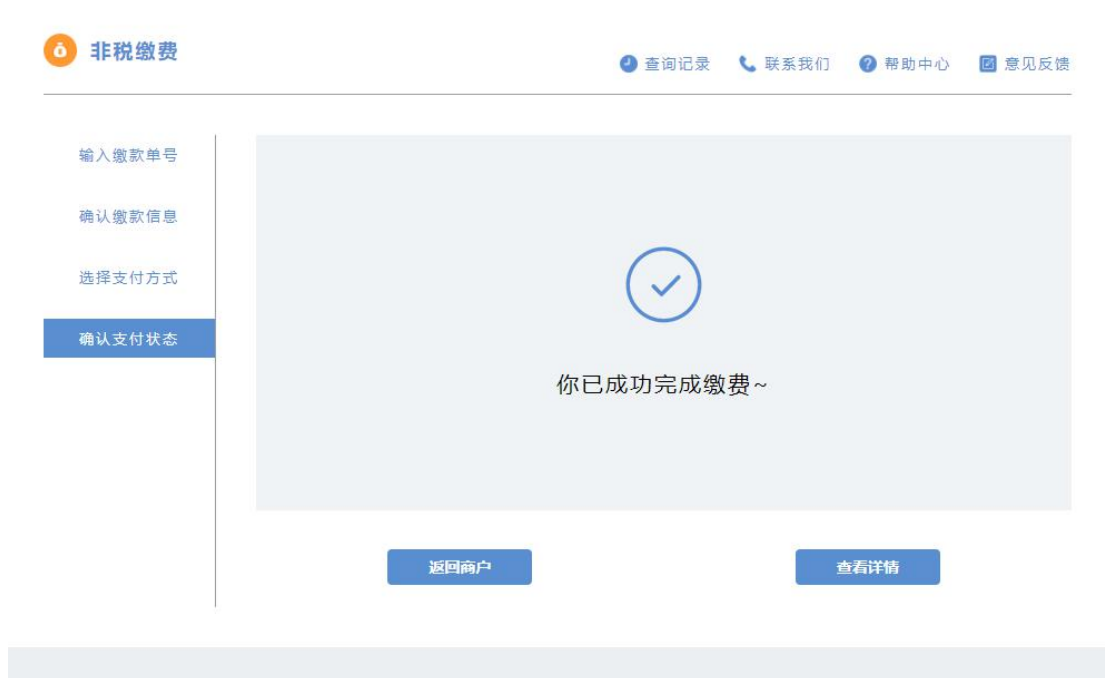 非税缴费
查询记录 联系我们 帮助中心 意见反馈
输入缴款单号
确认缴款信息
选择支付方式
确认支付状态
你已成功完成缴费~
返回商户 查看详情